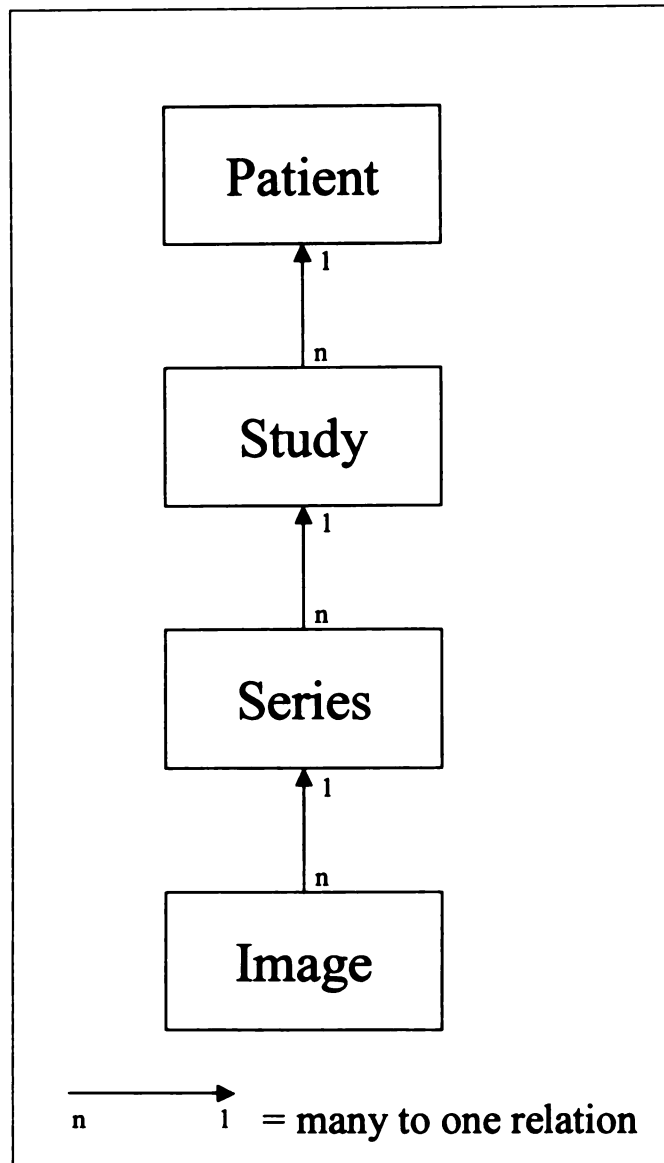 Patient
1
n
Study
1
n
Series
1
n
Image
n 1 = many to one relation